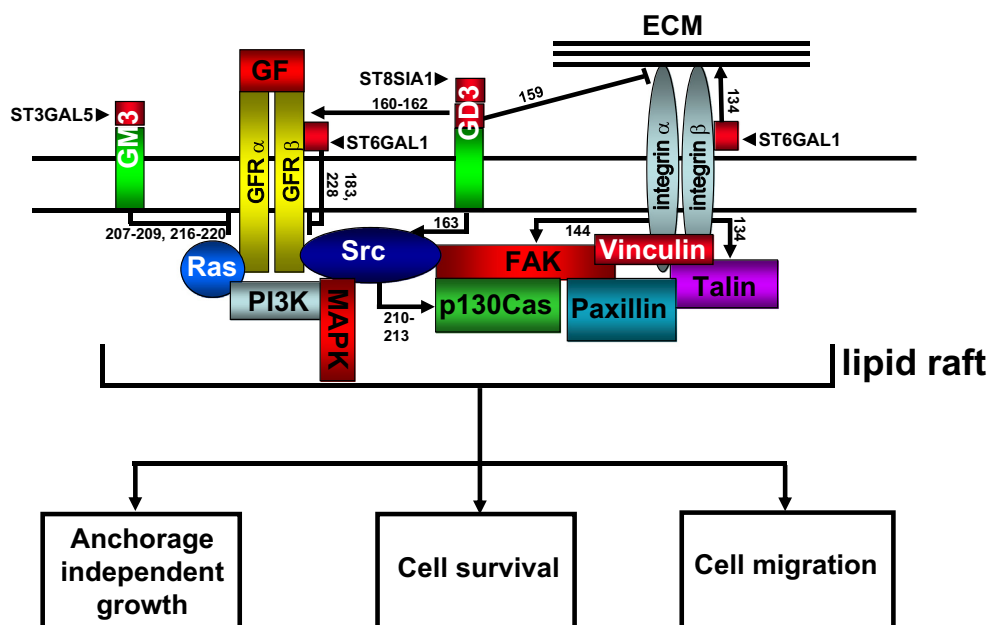 ECM
GF
ST8SIA1
160-162
159
134
ST3GAL5
GM3
GD3
ST6GAL1
ST6GAL1
GFR α
GFR β
183,
228
integrin α
integrin β
207-209, 216-220
163
144
134
Ras
Src
FAK
Vinculin
Talin
PI3K
MAPK
210-
213
p130Cas
Paxillin
lipid raft
Anchorage
independent
growth
Cell survival
Cell migration